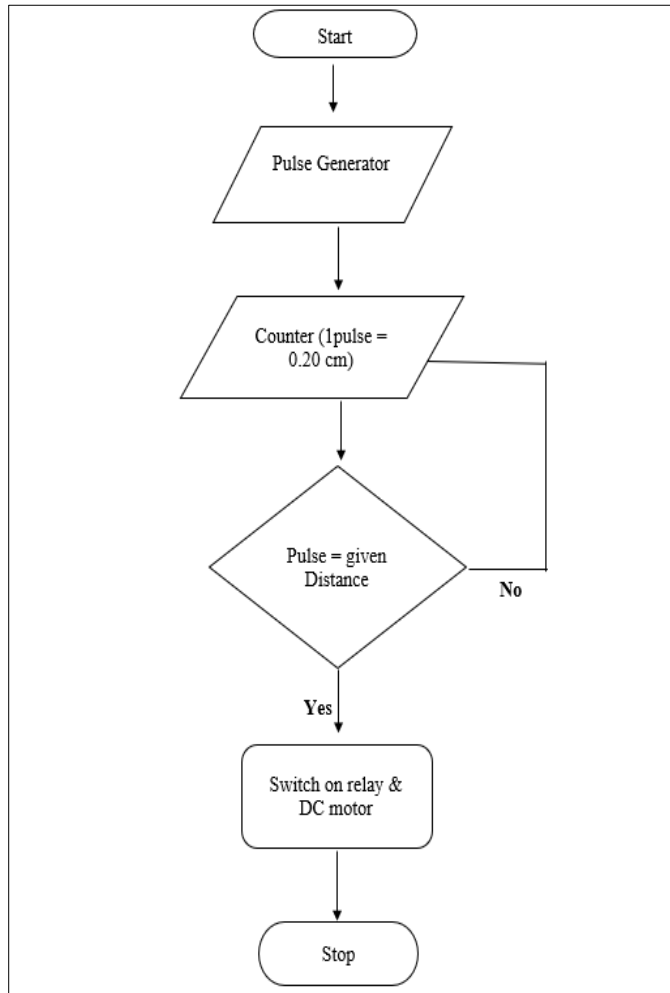 Start
Pulse Generator
Counter (1pulse =
0.20 cm)
Pulse = given
Distance
No
Yes
Switch on relay &
DC motor
Stop